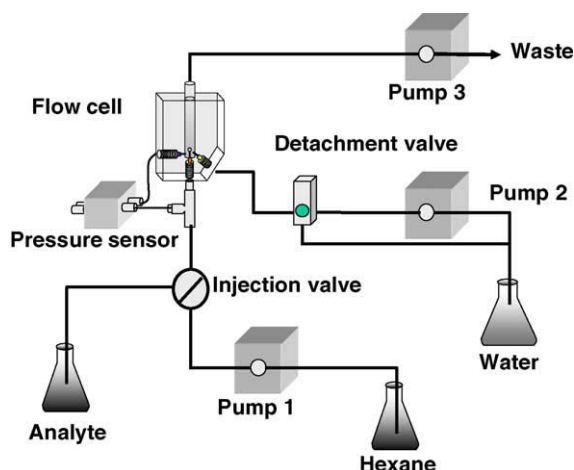 Waste
Pump 3
Flow cell
Detachment valve
Pump 2
Pressure sensor
Injection valve
Water
Pump 1
Analyte
Hexane